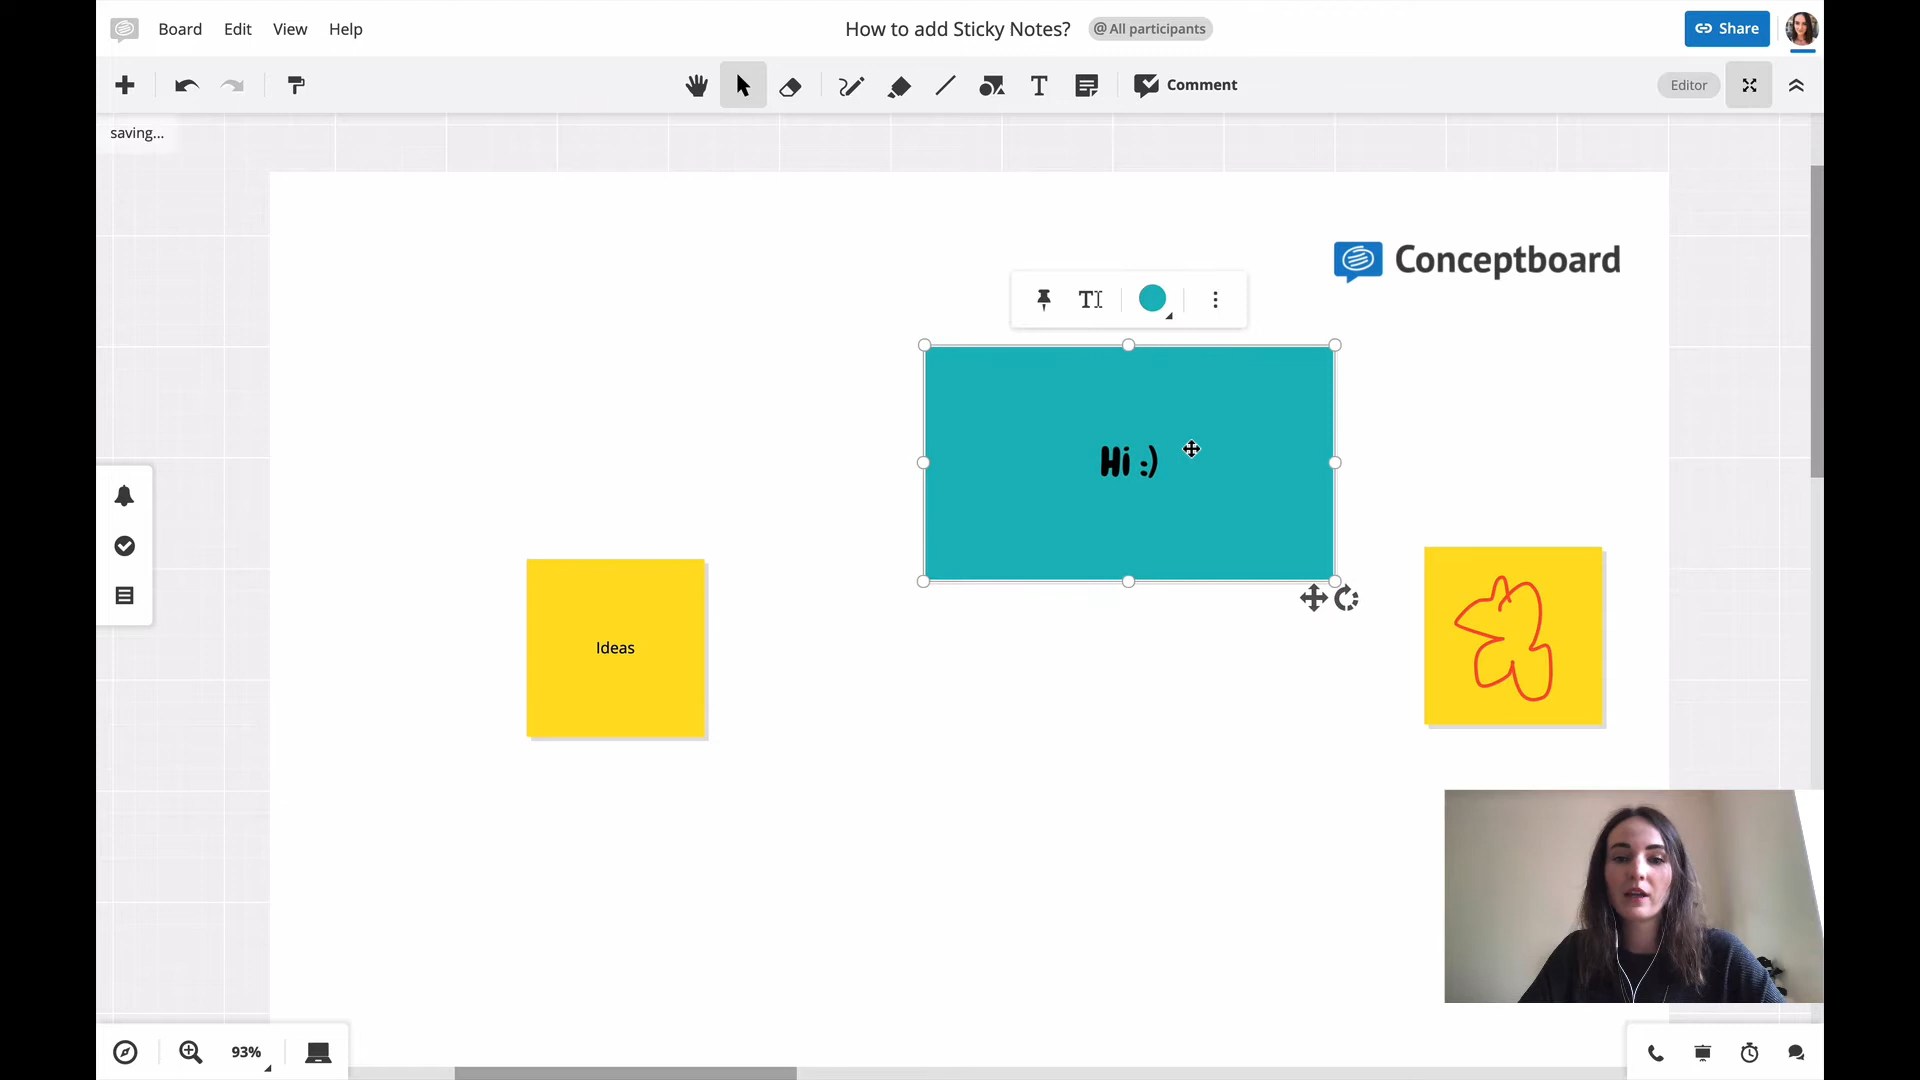 Board Edit View Help
How to add Sticky Notes?
@ All participants
Share
T
Comment
Editor
saving...
Conceptboard
T
Hi :)
Ideas
93%